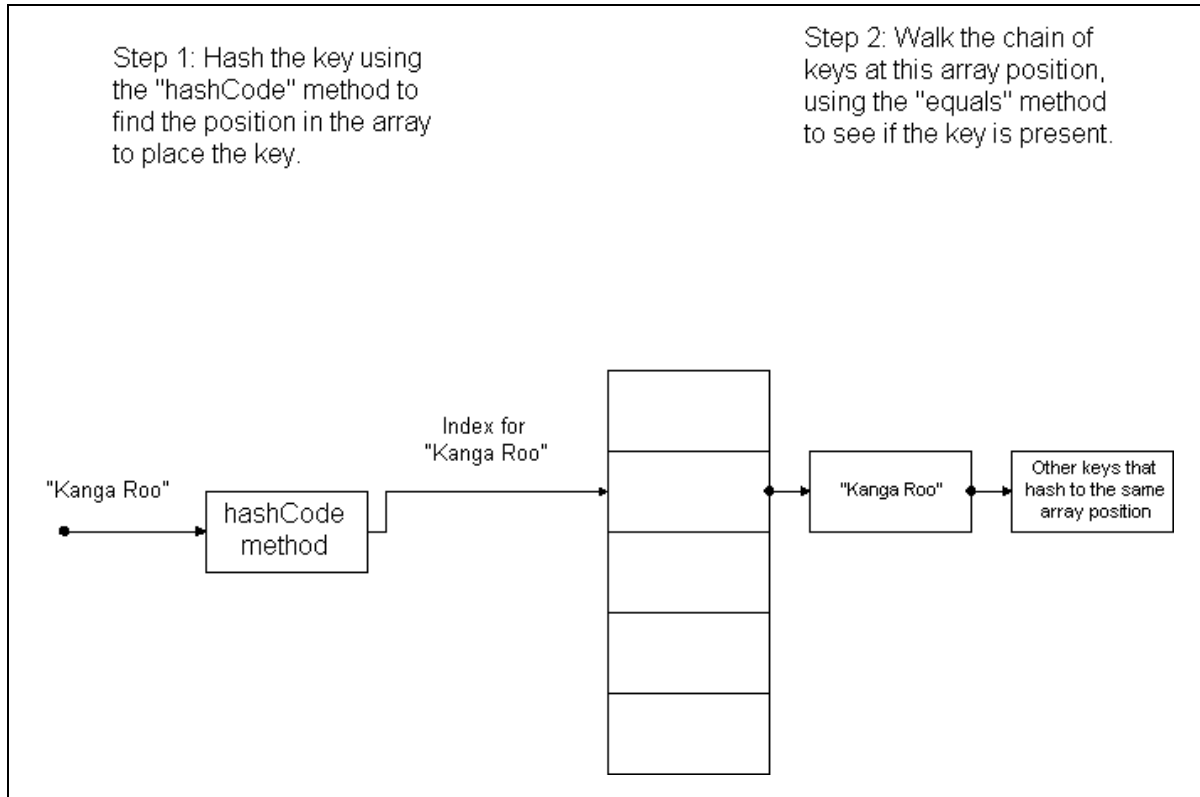 Step 1: Hash the key using
the "hashCode" method to
find the position in the array
to place the key.
Step 2: Walk the chain of
keys at this array position,
using the "equals" method
to see if the key is present.
"Kanga Roo"
hashCode
method
Index for
"Kanga Roo"
"Kanga Roo"
Other keys that
hash to the same
array position